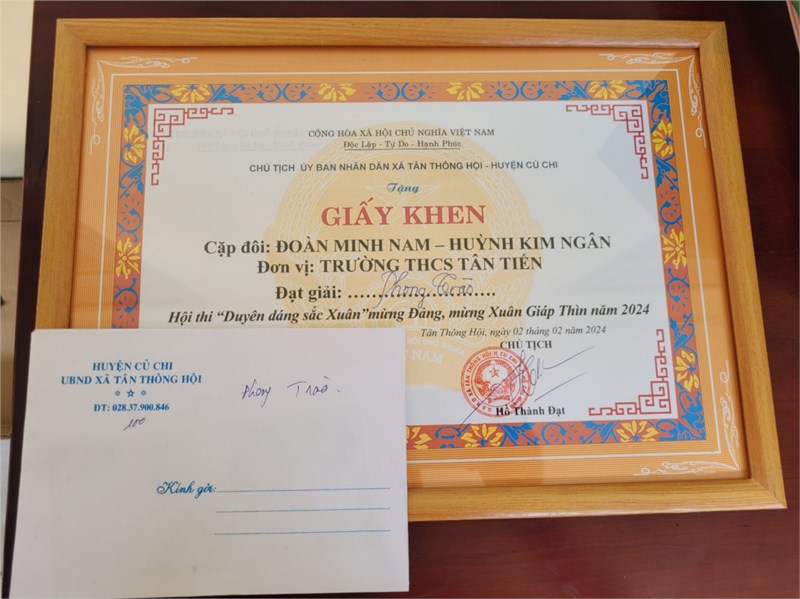 CỘNG HÒA XÃ HỘI CHỦ NGHĨA VIỆT NAM
Độc Lập - Tự Do - Hạnh Phúc
CHỦ TỊCH ỦY BAN NHÂN DÂN XÃ TÂN THÔNG HỘI - HUYỆN CỦ CHI
Tặng
GIẤY KHEN
Cặp đôi: ĐOÀN MINH NAM – HUỲNH KIM NGÂN
Đơn vị: TRƯỜNG THCS TÂN TIẾN
Đạt giải: ...Phong Trào...
Hội thi “Duyên dáng sắc Xuân”mừng Đảng, mừng Xuân Giáp Thìn năm 2024
Tân Thông Hội, ngày 02 tháng 02 năm 2024
CHỦ TỊCH
Hồ Thành Đạt
HUYỆN CỦ CHI
UBND XÃ TÂN THÔNG HỘI
ĐT: 028.37.900.846
100
Phong Trào.
Kính gởi: